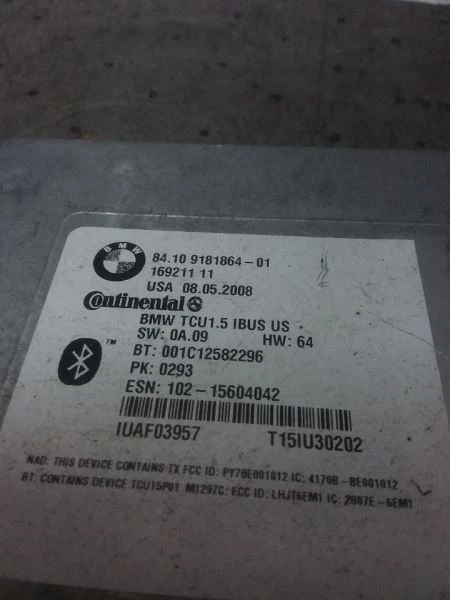 BMW
84.10 9181864-01
169211 11
USA 08.05.2008
Continental
BMW TCU1.5 IBUS US
SW: 0A.09 HW: 64
BT: 001C12582296
TM
PK: 0293
ESN: 102-15604042
IUAF03957 T15IU30202
NAD: THIS DEVICE CONTAINS TX FCC ID: PY7BE001012 IC: 4170B-BE001012
BT: CONTAINS DEVICE TCU15P01 M1297C: FCC ID: LHJT6EM1 IC: 2807E-6EM1